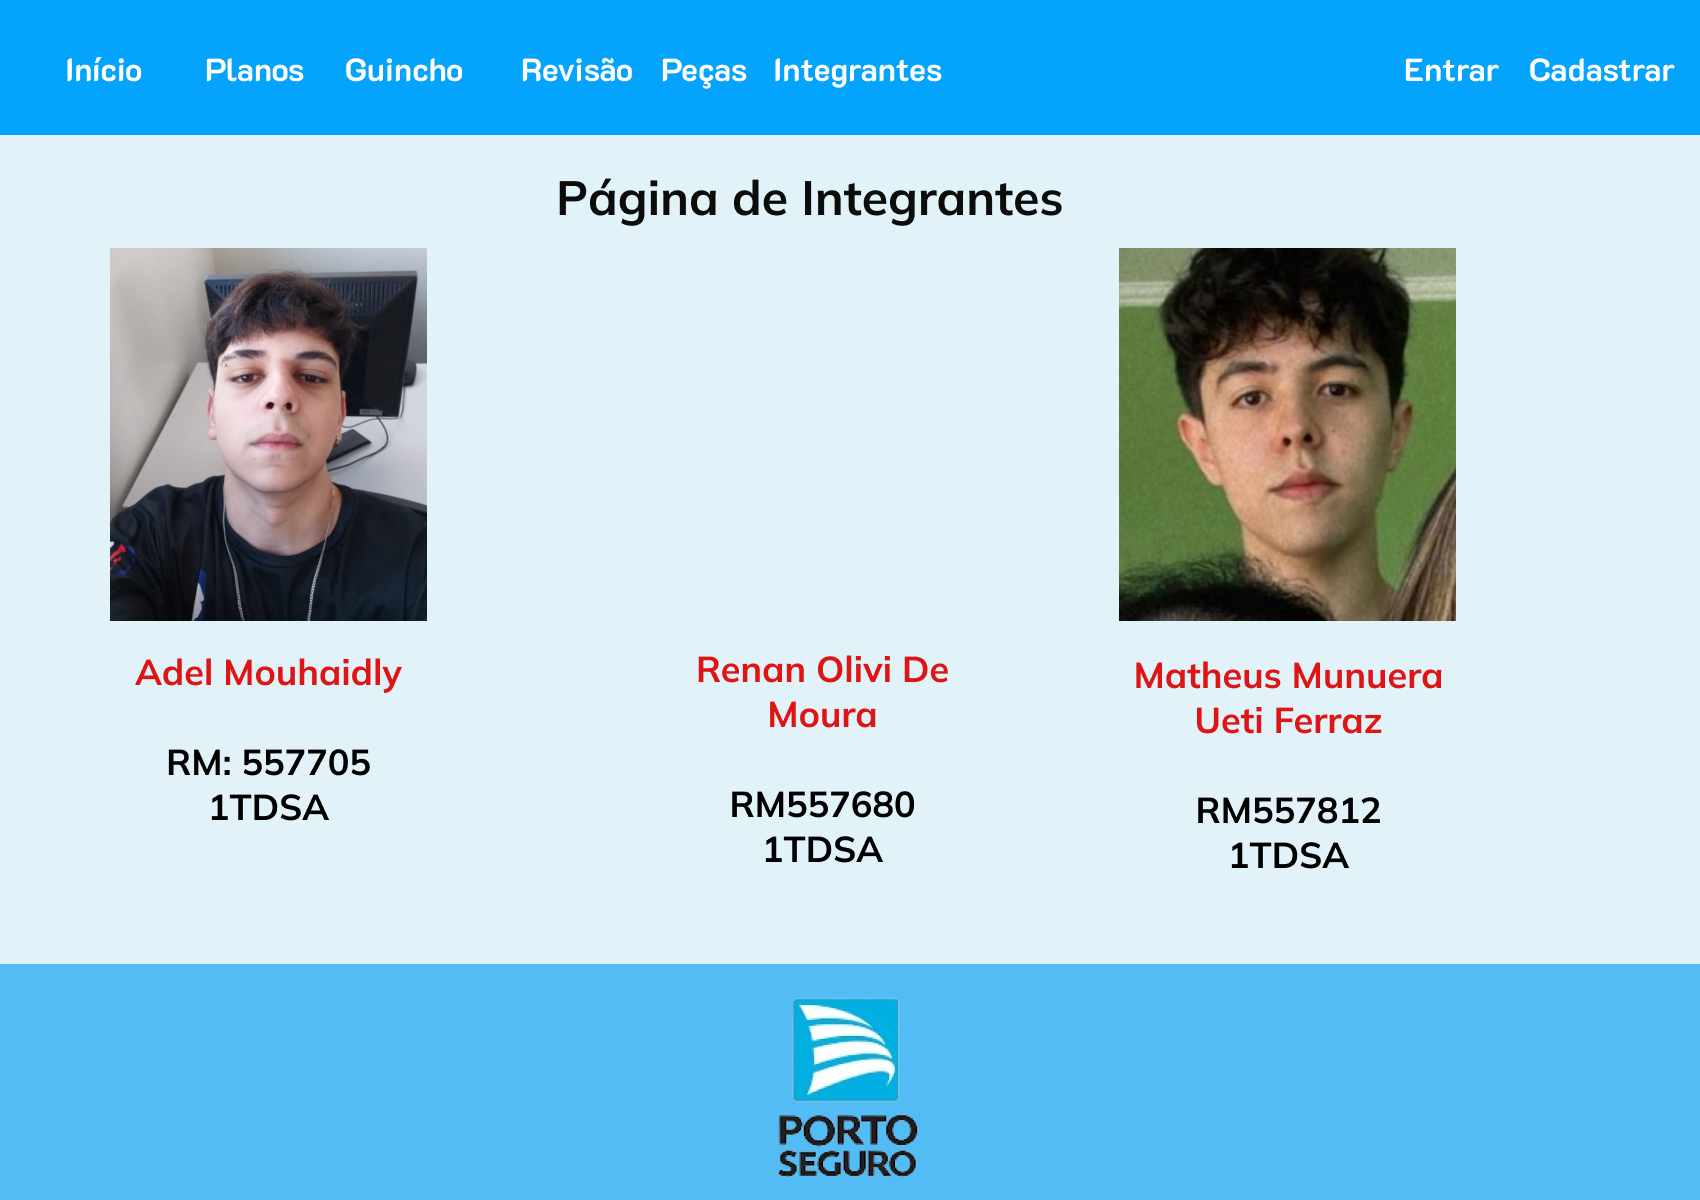 Início Planos Guincho Revisão Peças Integrantes Entrar Cadastrar
Página de Integrantes
Adel Mouhaidly
RM: 557705
1TDSA
Renan Olivi De
Moura
RM557680
1TDSA
Matheus Munuera
Ueti Ferraz
RM557812
1TDSA
PORTO
SEGURO